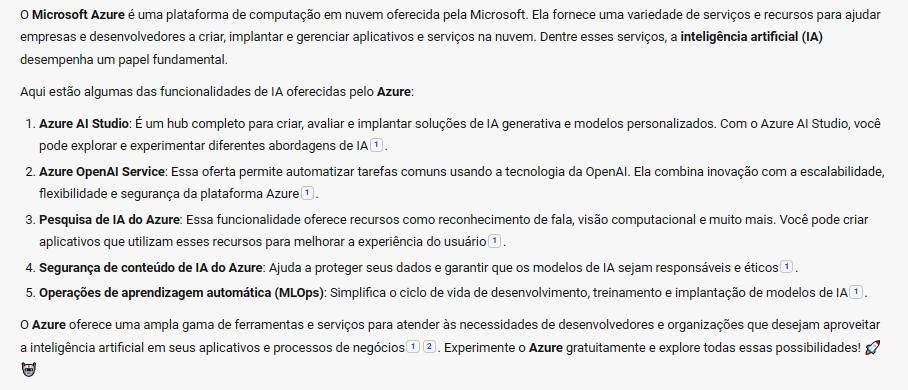 O Microsoft Azure é uma plataforma de computação em nuvem oferecida pela Microsoft. Ela fornece uma variedade de serviços e recursos para ajudar
empresas e desenvolvedores a criar, implantar e gerenciar aplicativos e serviços na nuvem. Dentre esses serviços, a inteligência artificial (IA)
desempenha um papel fundamental.
Aqui estão algumas das funcionalidades de IA oferecidas pelo Azure:
1. Azure AI Studio: É um hub completo para criar, avaliar e implantar soluções de IA generativa e modelos personalizados. Com o Azure AI Studio, você
pode explorar e experimentar diferentes abordagens de IA 1 .
2. Azure OpenAI Service: Essa oferta permite automatizar tarefas comuns usando a tecnologia da OpenAI. Ela combina inovação com a escalabilidade,
flexibilidade e segurança da plataforma Azure 1 .
3. Pesquisa de IA do Azure: Essa funcionalidade oferece recursos como reconhecimento de fala, visão computacional e muito mais. Você pode criar
aplicativos que utilizam esses recursos para melhorar a experiência do usuário 1 .
4. Segurança de conteúdo de IA do Azure: Ajuda a proteger seus dados e garantir que os modelos de IA sejam responsáveis e éticos 1 .
5. Operações de aprendizagem automática (MLOps): Simplifica o ciclo de vida de desenvolvimento, treinamento e implantação de modelos de IA 1 .
O Azure oferece uma ampla gama de ferramentas e serviços para atender às necessidades de desenvolvedores e organizações que desejam aproveitar
a inteligência artificial em seus aplicativos e processos de negócios 1 2 . Experimente o Azure gratuitamente e explore todas essas possibilidades! 🚀